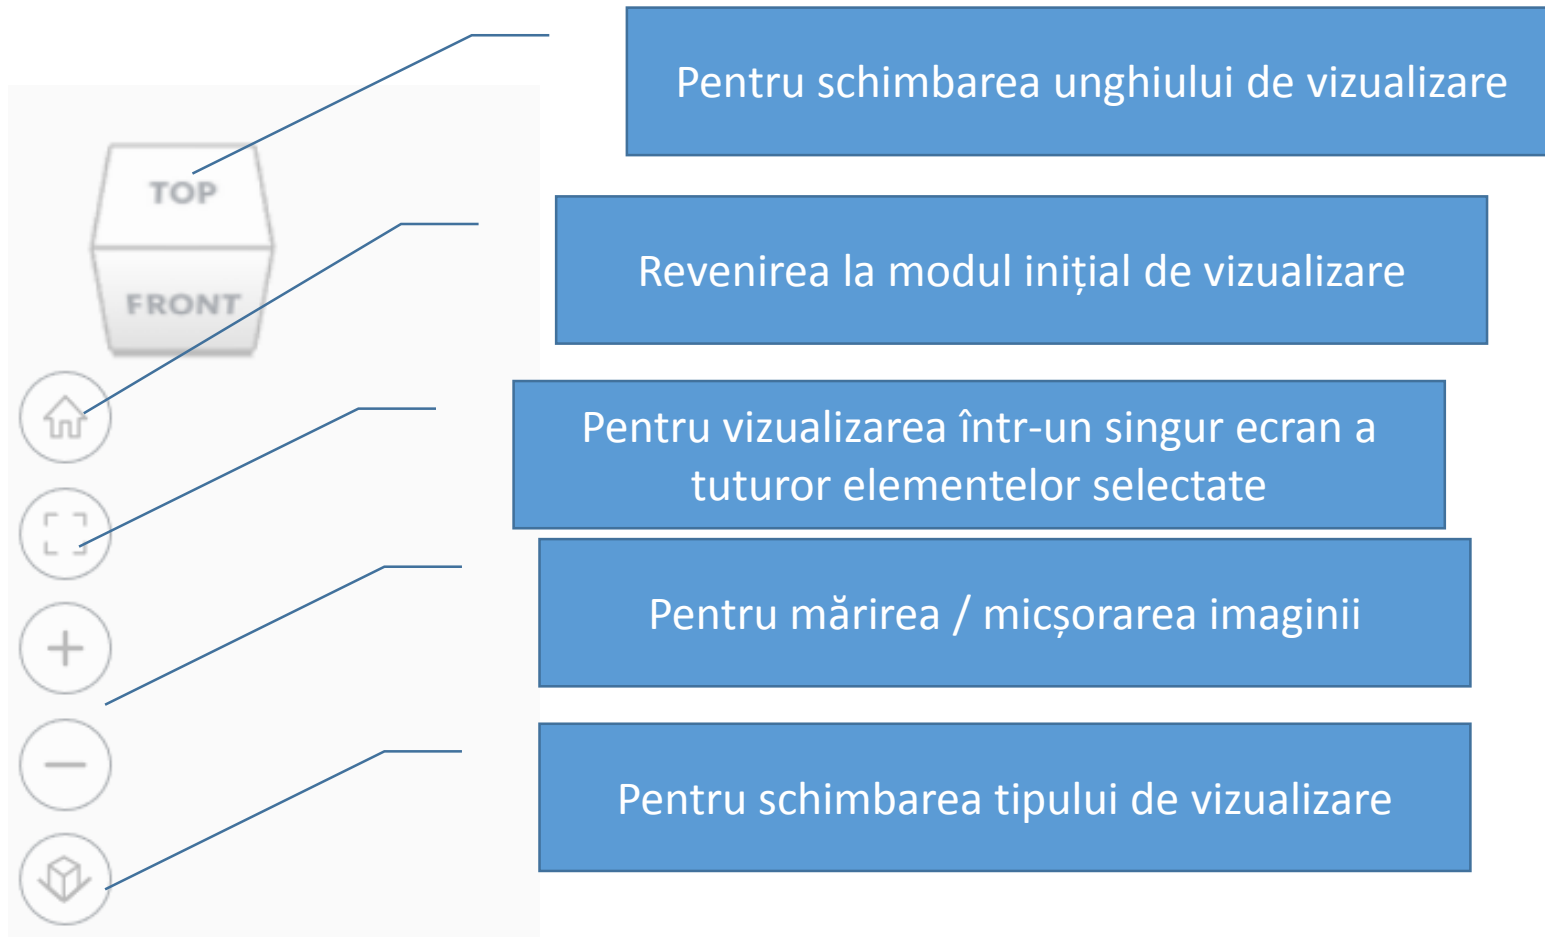 Pentru schimbarea unghiului de vizualizare
TOP
Revenirea la modul inițial de vizualizare
FRONT
Pentru vizualizarea într-un singur ecran a
tuturor elementelor selectate
Pentru mărirea / micșorarea imaginii
Pentru schimbarea tipului de vizualizare